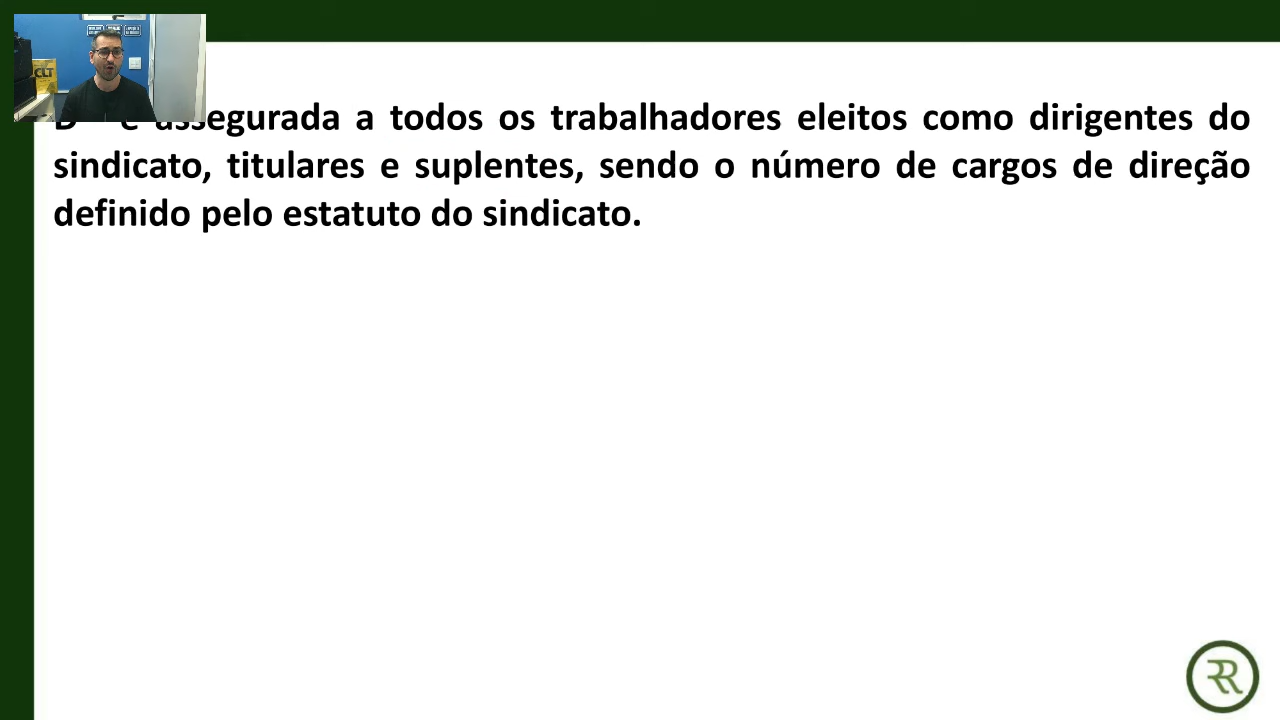 CLT
D – é assegurada a todos os trabalhadores eleitos como dirigentes do
sindicato, titulares e suplentes, sendo o número de cargos de direção
definido pelo estatuto do sindicato.